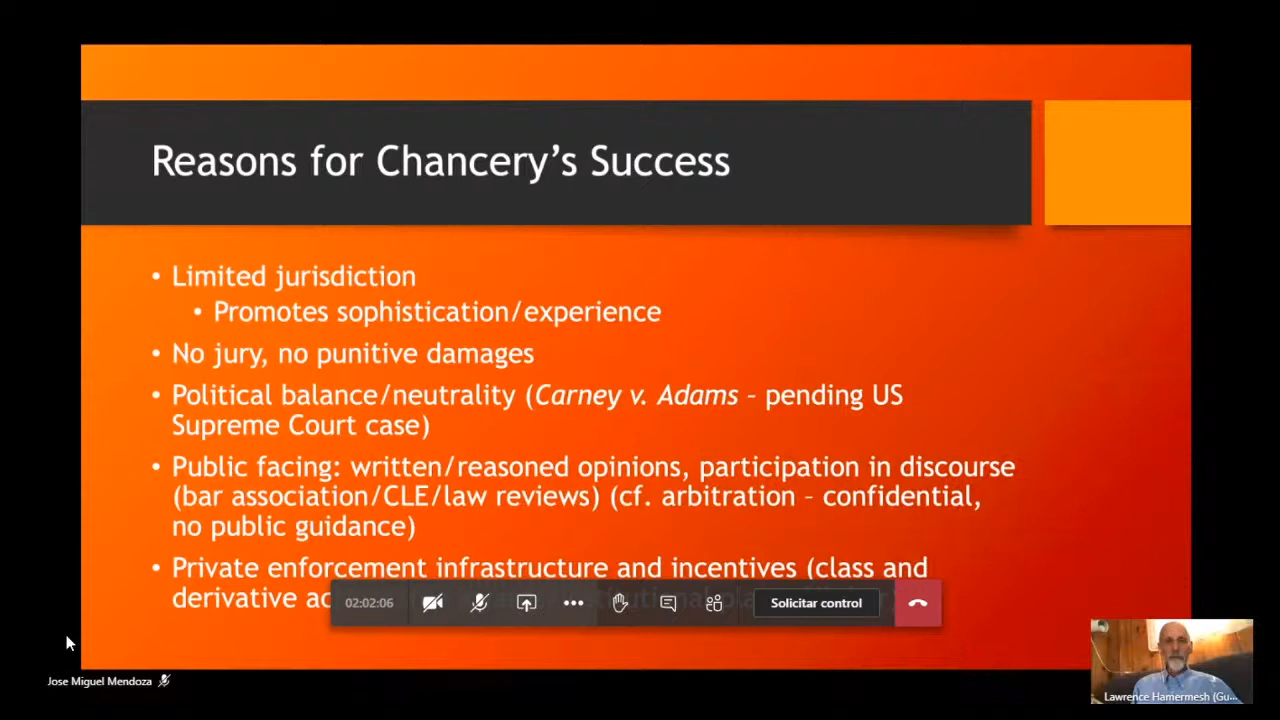 Reasons for Chancery's Success
• Limited jurisdiction
• Promotes sophistication/experience
• No jury, no punitive damages
• Political balance/neutrality (Carney v. Adams – pending US
Supreme Court case)
• Public facing: written/reasoned opinions, participation in discourse
(bar association/CLE/law reviews) (cf. arbitration – confidential,
no public guidance)
• Private enforcement infrastructure and incentives (class and
derivative
02:02:06
Solicitar control
Jose Miguel Mendoza
Lawrence Hamermesh (Gu...